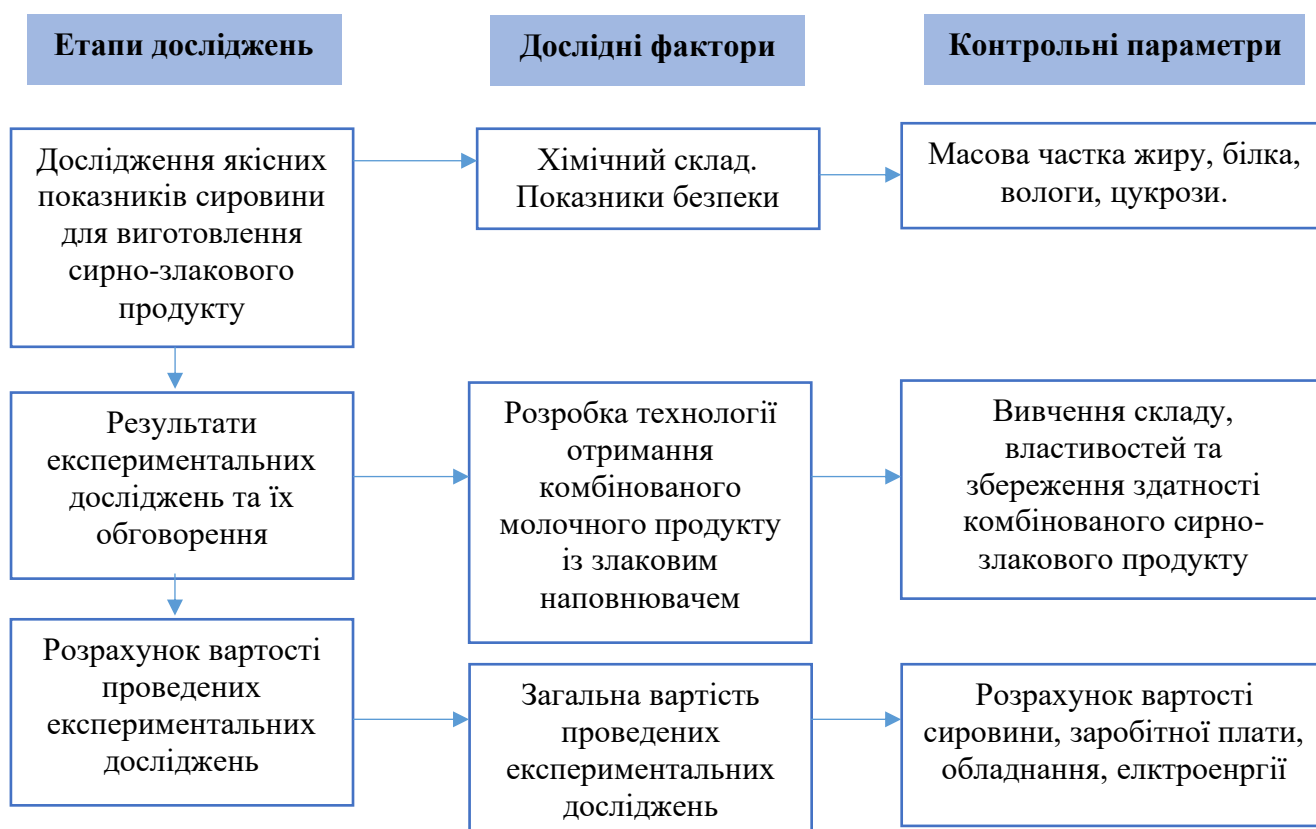 Етапи досліджень
Дослідні фактори
Контрольні параметри
Дослідження якісних
показників сировини
для виготовлення
сирно-злакового
продукту
Хімічний склад.
Показники безпеки
Масова частка жиру, білка,
вологи, цукрози.
Результати
експериментальних
досліджень та їх
обговорення
Розробка технології
отримання
комбінованого
молочного продукту
із злаковим
наповнювачем
Вивчення складу,
властивостей та
збереження здатності
комбінованого сирно-
злакового продукту
Розрахунок вартості
проведених
експериментальних
досліджень
Загальна вартість
проведених
експериментальних
досліджень
Розрахунок вартості
сировини, заробітної плати,
обладнання, елктроенргії